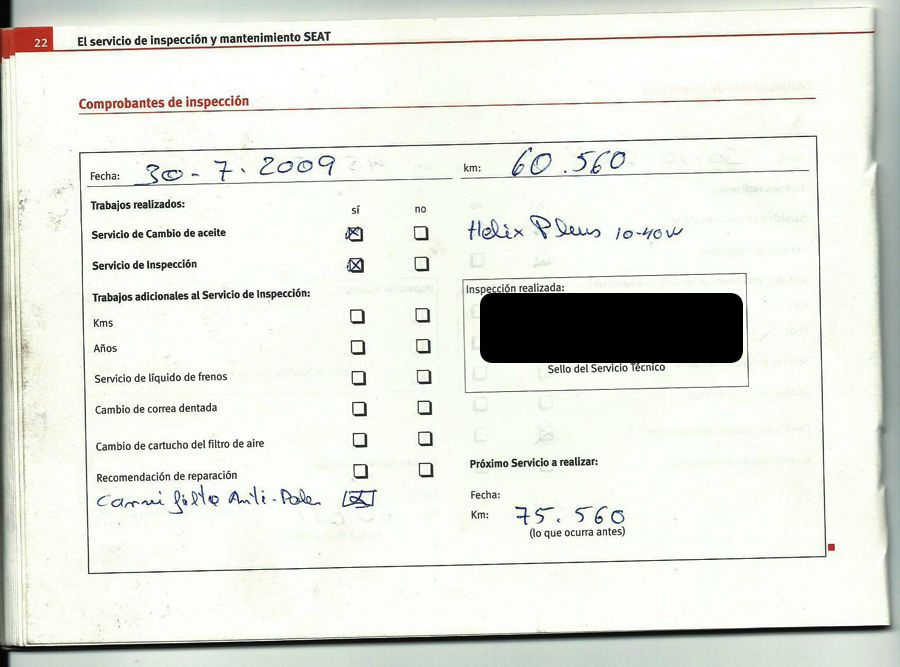 22 El servicio de inspección y mantenimiento SEAT
Comprobantes de inspección
Fecha: 30-7.2009 km: 60.560
Trabajos realizados: sí no
Servicio de Cambio de aceite Helix Plus 10-40w
Servicio de Inspección
Trabajos adicionales al Servicio de Inspección: Inspección realizada:
Kms
Años
Sello del Servicio Técnico
Servicio de líquido de frenos
Cambio de correa dentada
Cambio de cartucho del filtro de aire
Próximo Servicio a realizar:
Recomendación de reparación
Anti-Polen
Fecha:
Km: 75.560
(lo que ocurra antes)